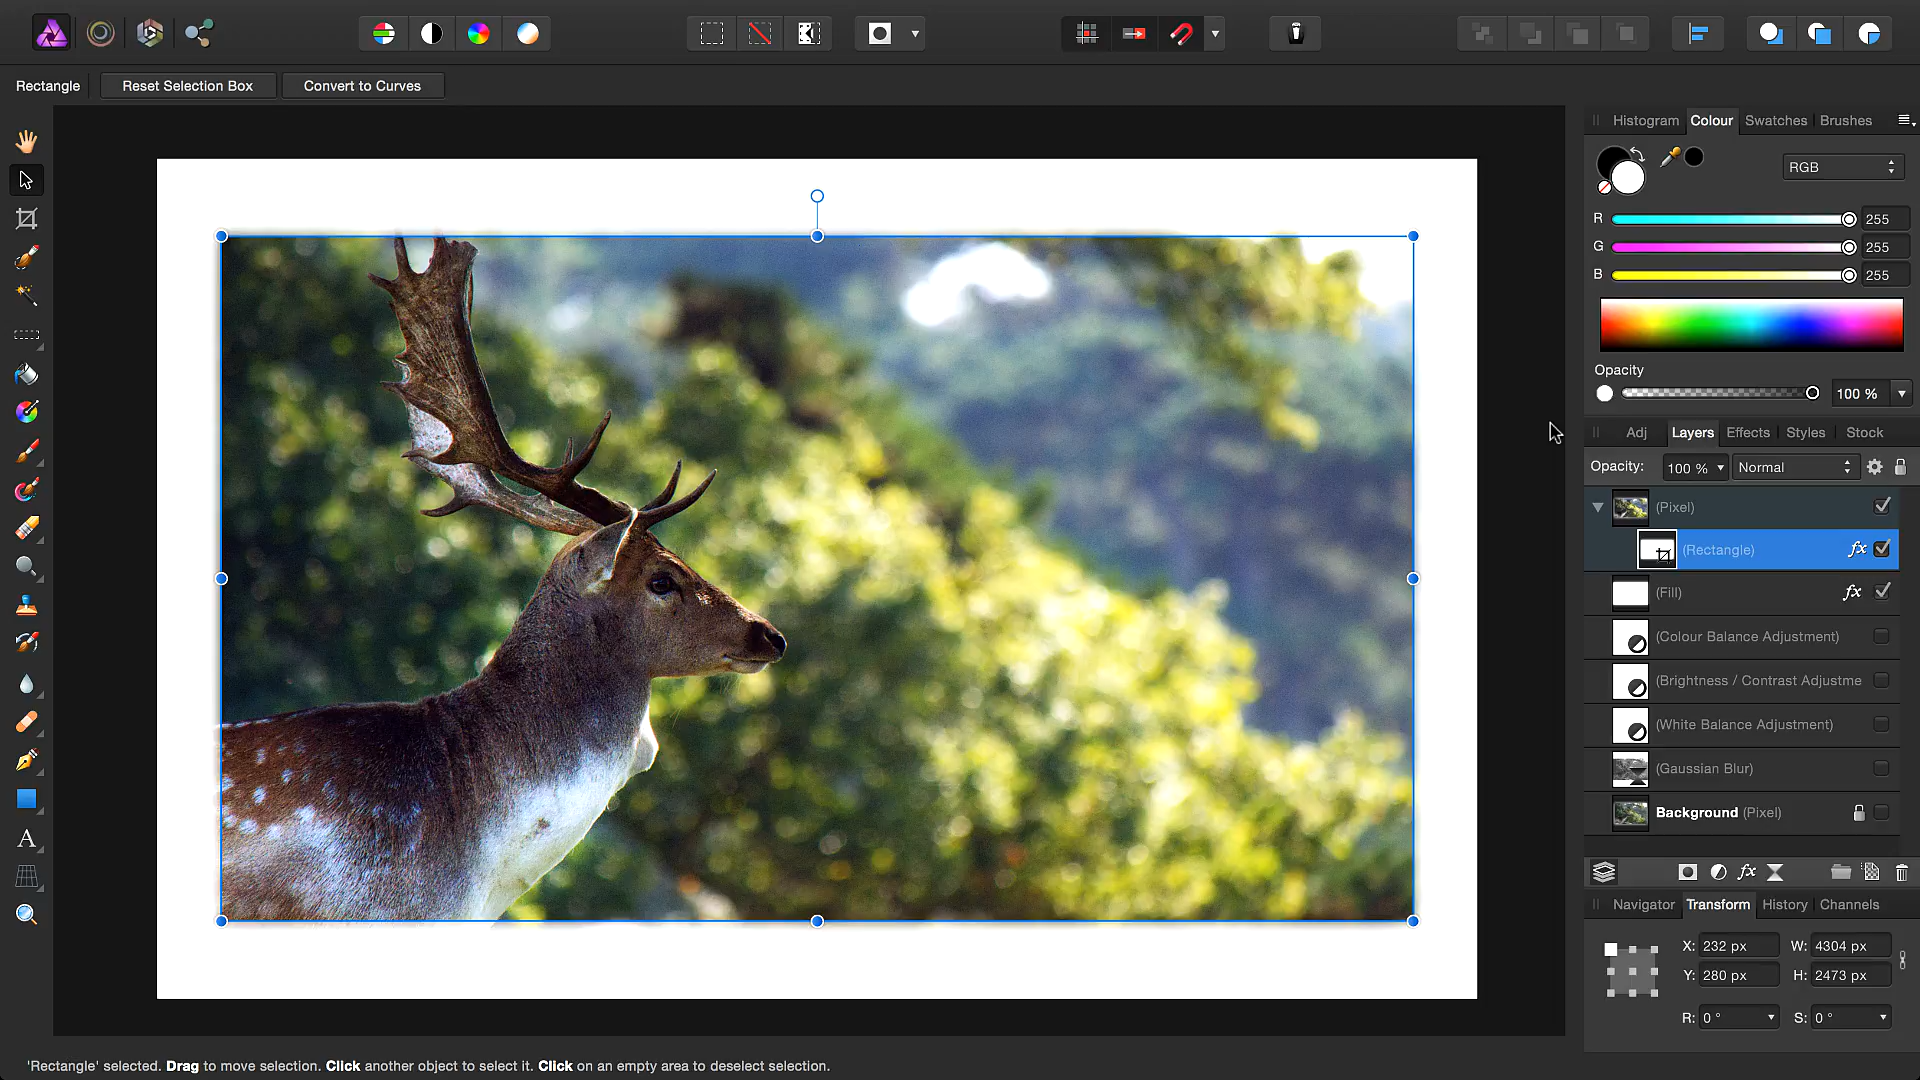 Rectangle
Reset Selection Box
Convert to Curves
Histogram
Colour
Swatches
Brushes
RGB
R
255
G
255
B
255
Opacity
100 %
Adj
Layers
Effects
Styles
Stock
Opacity:
100 %
Normal
(Pixel)
(Rectangle)
fx
(Fill)
fx
(Colour Balance Adjustment)
(Brightness / Contrast Adjustme
(White Balance Adjustment)
(Gaussian Blur)
Background (Pixel)
fx
Navigator
Transform
History
Channels
X: 232 px
W: 4304 px
Y: 280 px
H: 2473 px
R: 0 °
S: 0 °
A
'Rectangle' selected. Drag to move selection. Click another object to select it. Click on an empty area to deselect selection.